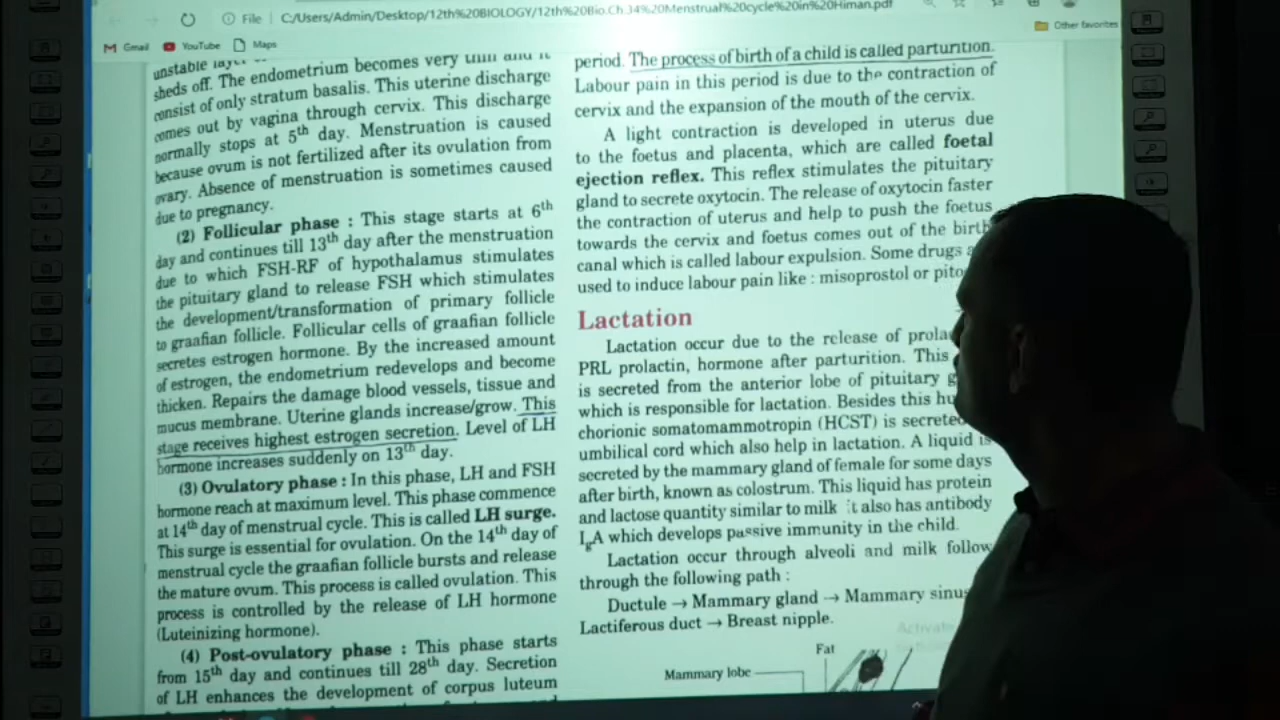 File
C:/Users/Admin/Desktop/12th%20BIOLOGY/12th%20Bio.Ch.34%20Menstrual%20cycle%20in%20Himan.pdf
Other favorites
Gmail
YouTube
Maps
unstable
sheds off. The endometrium becomes very thin and it
consist of only stratum basalis. This uterine discharge
comes out by vagina through cervix. This discharge
normally stops at 5th day. Menstruation is caused
because ovum is not fertilized after its ovulation from
ovary. Absence of menstruation is sometimes caused
due to pregnancy.
(2) Follicular phase : This stage starts at 6th
day and continues till 13th day after the menstruation
due to which FSH-RF of hypothalamus stimulates
the pituitary gland to release FSH which stimulates
the development/transformation of primary follicle
to graafian follicle. Follicular cells of graafian follicle
secretes estrogen hormone. By the increased amount
of estrogen, the endometrium redevelops and become
thicken. Repairs the damage blood vessels, tissue and
mucus membrane. Uterine glands increase/grow. This
stage receives highest estrogen secretion. Level of LH
hormone increases suddenly on 13th day.
(3) Ovulatory phase : In this phase, LH and FSH
hormone reach at maximum level. This phase commence
at 14th day of menstrual cycle. This is called LH surge.
This surge is essential for ovulation. On the 14th day of
menstrual cycle the graafian follicle bursts and release
the mature ovum. This process is called ovulation. This
process is controlled by the release of LH hormone
(Luteinizing hormone).
(4) Post-ovulatory phase : This phase starts
from 15th day and continues till 28th day. Secretion
of LH enhances the development of corpus luteum
period. The process of birth of a child is called parturition.
Labour pain in this period is due to the contraction of
cervix and the expansion of the mouth of the cervix.
A light contraction is developed in uterus due
to the foetus and placenta, which are called foetal
ejection reflex. This reflex stimulates the pituitary
gland to secrete oxytocin. The release of oxytocin faster
the contraction of uterus and help to push the foetus
towards the cervix and foetus comes out of the birth
canal which is called labour expulsion. Some drugs
used to induce labour pain like : misoprostol or
Lactation
Lactation occur due to the release of
PRL prolactin, hormone after parturition. This
is secreted from the anterior lobe of pituitary
which is responsible for lactation. Besides this
chorionic somatomammotropin (HCST) is secreted
umbilical cord which also help in lactation. A liquid is
secreted by the mammary gland of female for some days
after birth, known as colostrum. This liquid has protein
and lactose quantity similar to milk It also has antibody
IgA which develops passive immunity in the child.
Lactation occur through alveoli and milk follow
through the following path :
Ductule → Mammary gland → Mammary
Lactiferous duct → Breast nipple.
Fat
Mammary lobe